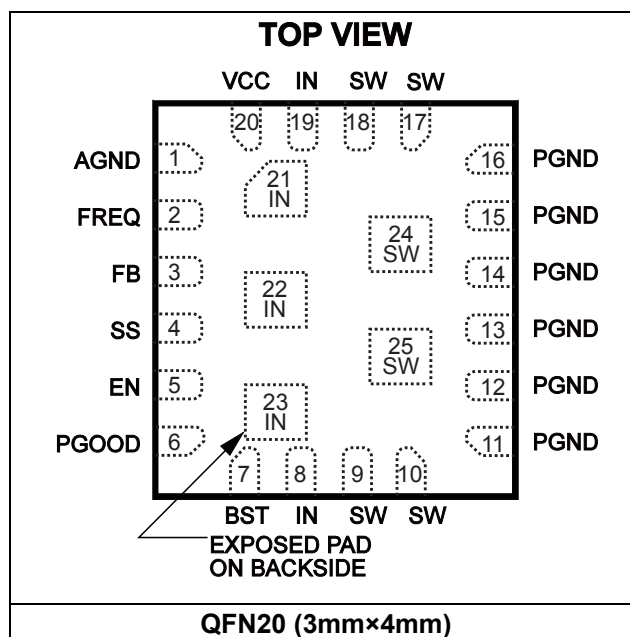 TOP VIEW
VCC IN SW SW
20 19 18 17
AGND 1 16 PGND
21
IN
FREQ 2 15 PGND
24
SW
FB 3 14 PGND
22
IN
SS 4 13 PGND
25
SW
EN 5 12 PGND
23
IN
PGOOD 6 11 PGND
7 8 9 10
BST IN SW SW
EXPOSED PAD
ON BACKSIDE
QFN20 (3mm×4mm)